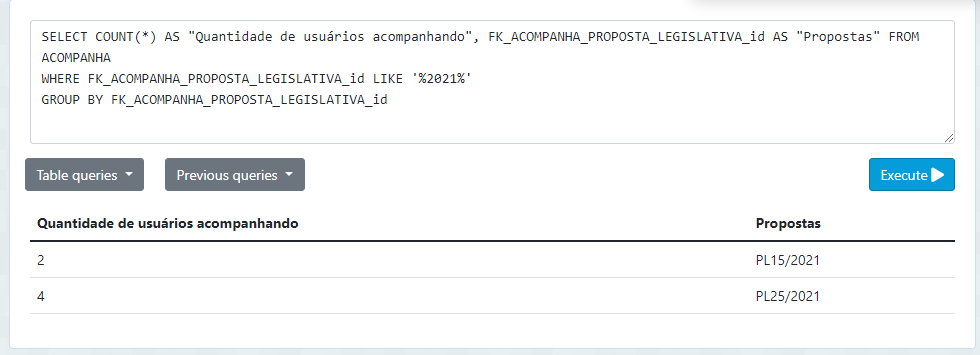 SELECT COUNT(*) AS "Quantidade de usuários acompanhando", FK_ACOMPANHA_PROPOSTA_LEGISLATIVA_id AS "Propostas" FROM
ACOMPANHA
WHERE FK_ACOMPANHA_PROPOSTA_LEGISLATIVA_id LIKE '%2021%'
GROUP BY FK_ACOMPANHA_PROPOSTA_LEGISLATIVA_id
Table queries Previous queries Execute
Quantidade de usuários acompanhando Propostas
2 PL15/2021
4 PL25/2021